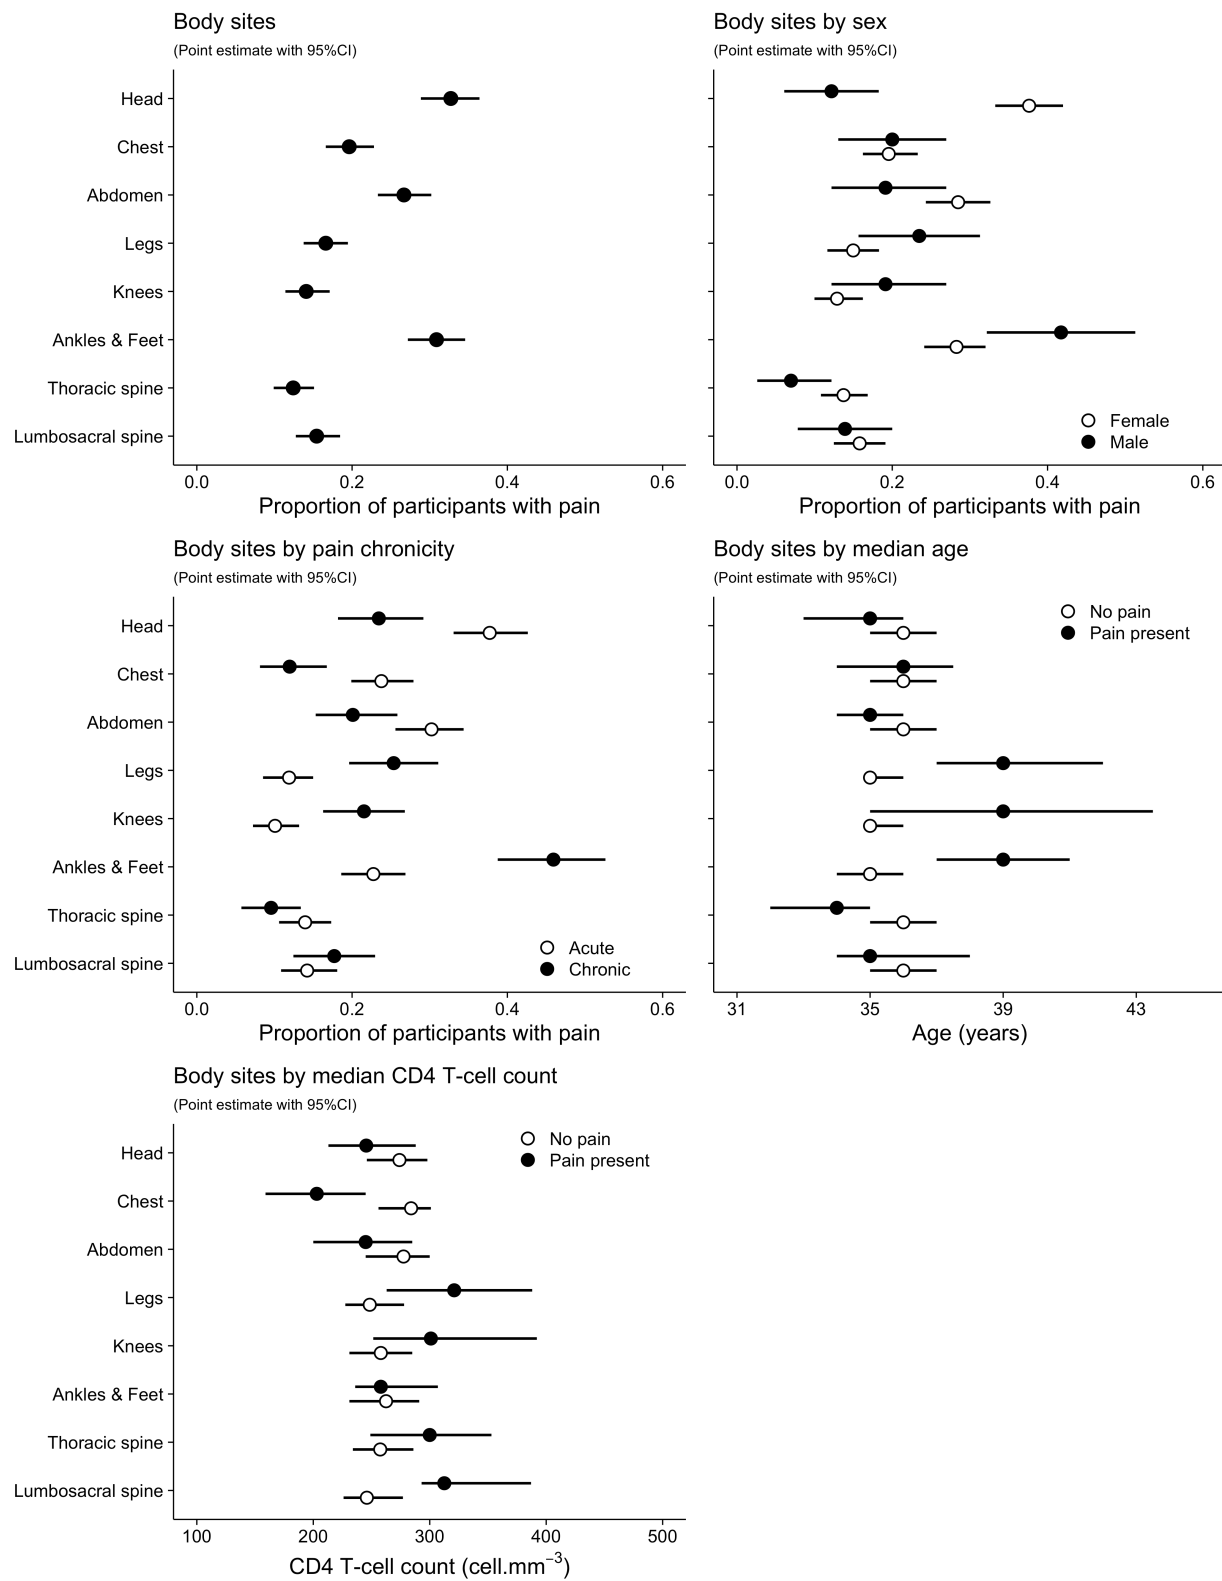 Body sites
(Point estimate with 95%CI)
Head
Chest
Abdomen
Legs
Knees
Ankles & Feet
Thoracic spine
Lumbosacral spine
0.0 0.2 0.4 0.6
Proportion of participants with pain
Body sites by sex
(Point estimate with 95%CI)
Female
Male
0.0 0.2 0.4 0.6
Proportion of participants with pain
Body sites by pain chronicity
(Point estimate with 95%CI)
Head
Chest
Abdomen
Legs
Knees
Ankles & Feet
Thoracic spine
Lumbosacral spine
Acute
Chronic
0.0 0.2 0.4 0.6
Proportion of participants with pain
Body sites by median age
(Point estimate with 95%CI)
No pain
Pain present
31 35 39 43
Age (years)
Body sites by median CD4 T-cell count
(Point estimate with 95%CI)
No pain
Pain present
Head
Chest
Abdomen
Legs
Knees
Ankles & Feet
Thoracic spine
Lumbosacral spine
100 200 300 400 500
CD4 T-cell count (cell.mm⁻³)